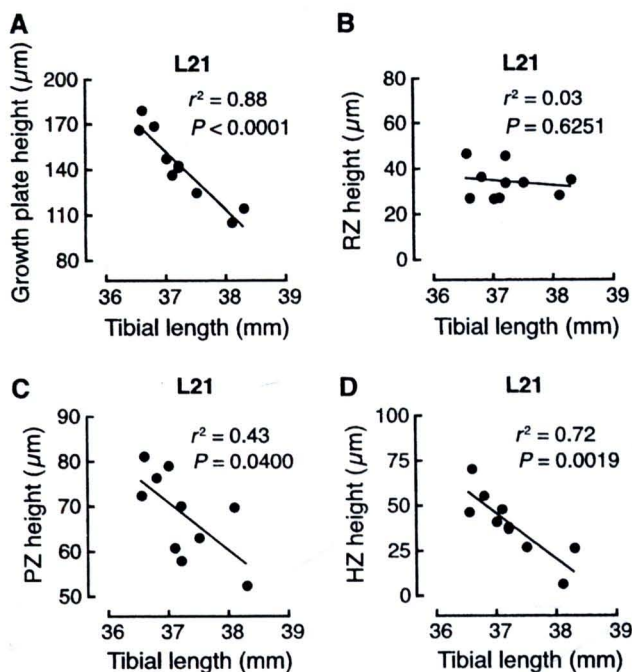 A
L21
r² = 0.88
P < 0.0001
Growth plate height (μm)
200
170
140
110
80
36 37 38 39
Tibial length (mm)
B
L21
r² = 0.03
P = 0.6251
RZ height (μm)
80
60
40
20
0
36 37 38 39
Tibial length (mm)
C
L21
r² = 0.43
P = 0.0400
PZ height (μm)
90
80
70
60
50
36 37 38 39
Tibial length (mm)
D
L21
r² = 0.72
P = 0.0019
HZ height (μm)
100
75
50
25
0
36 37 38 39
Tibial length (mm)